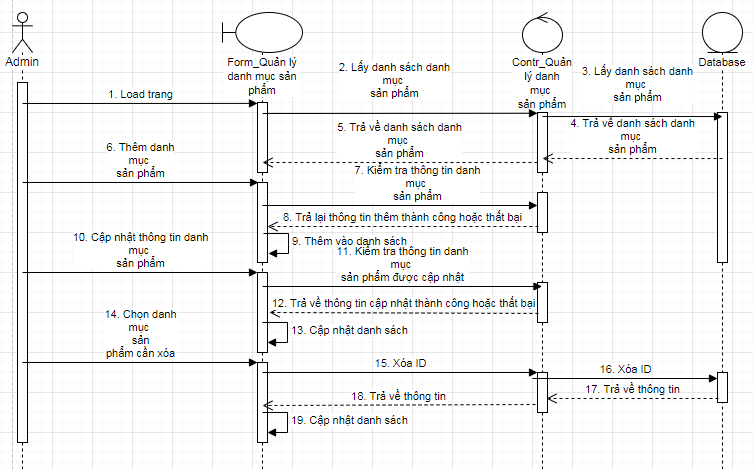 Admin
Form_Quản lý
danh mục sản
phẩm
Contr_Quản
lý danh
mục
sản phẩm
Database
1. Load trang
2. Lấy danh sách danh
mục
sản phẩm
3. Lấy danh sách danh
mục
sản phẩm
4. Trả về danh sách danh
mục
sản phẩm
5. Trả về danh sách danh
mục
sản phẩm
6. Thêm danh
mục
sản phẩm
7. Kiểm tra thông tin danh
mục
sản phẩm
8. Trả lại thông tin thêm thành công hoặc thất bại
9. Thêm vào danh sách
10. Cập nhật thông tin danh
mục
sản phẩm
11. Kiểm tra thông tin danh
mục
sản phẩm được cập nhật
12. Trả về thông tin cập nhật thành công hoặc thất bại
13. Cập nhật danh sách
14. Chọn danh
mục
sản
phẩm cần xóa
15. Xóa ID
16. Xóa ID
17. Trả về thông tin
18. Trả về thông tin
19. Cập nhật danh sách